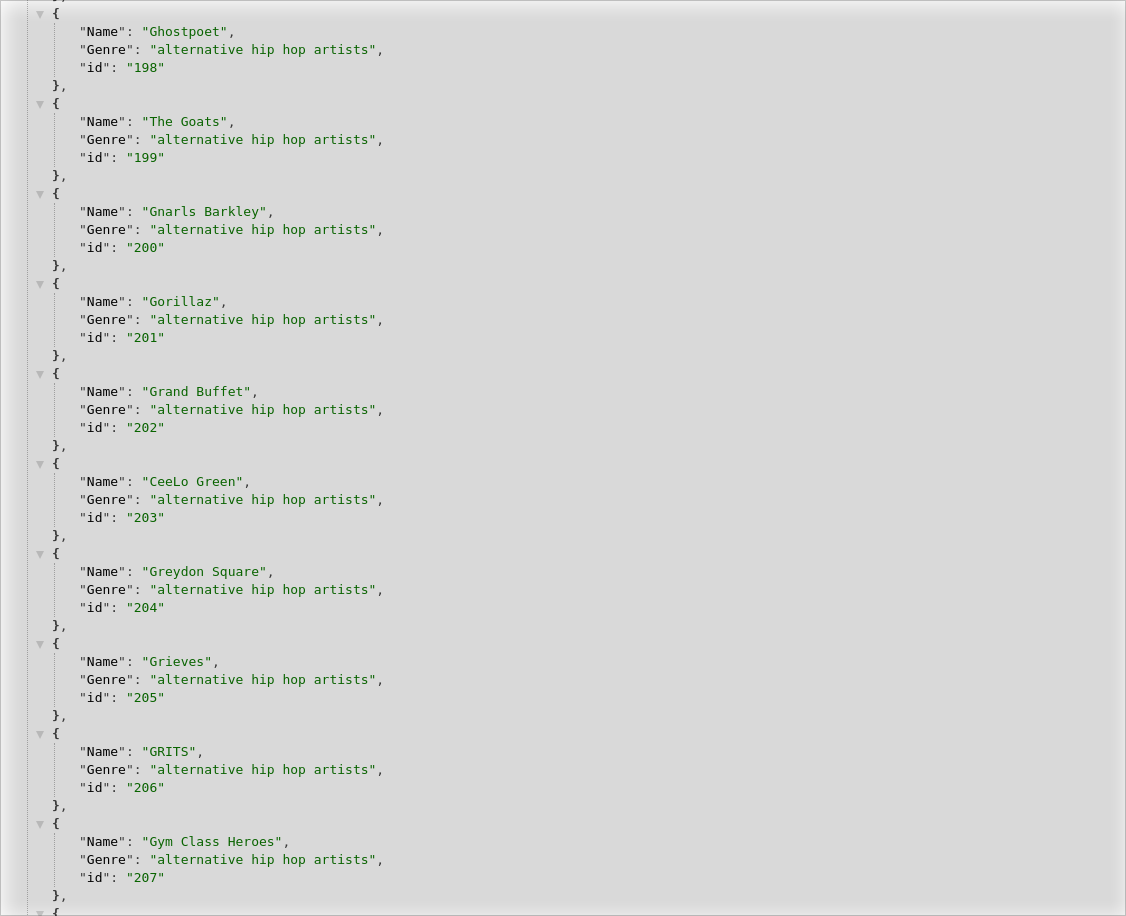 },
{
"Name": "Ghostpoet",
"Genre": "alternative hip hop artists",
"id": "198"
},
{
"Name": "The Goats",
"Genre": "alternative hip hop artists",
"id": "199"
},
{
"Name": "Gnarls Barkley",
"Genre": "alternative hip hop artists",
"id": "200"
},
{
"Name": "Gorillaz",
"Genre": "alternative hip hop artists",
"id": "201"
},
{
"Name": "Grand Buffet",
"Genre": "alternative hip hop artists",
"id": "202"
},
{
"Name": "CeeLo Green",
"Genre": "alternative hip hop artists",
"id": "203"
},
{
"Name": "Greydon Square",
"Genre": "alternative hip hop artists",
"id": "204"
},
{
"Name": "Grieves",
"Genre": "alternative hip hop artists",
"id": "205"
},
{
"Name": "GRITS",
"Genre": "alternative hip hop artists",
"id": "206"
},
{
"Name": "Gym Class Heroes",
"Genre": "alternative hip hop artists",
"id": "207"
},
{